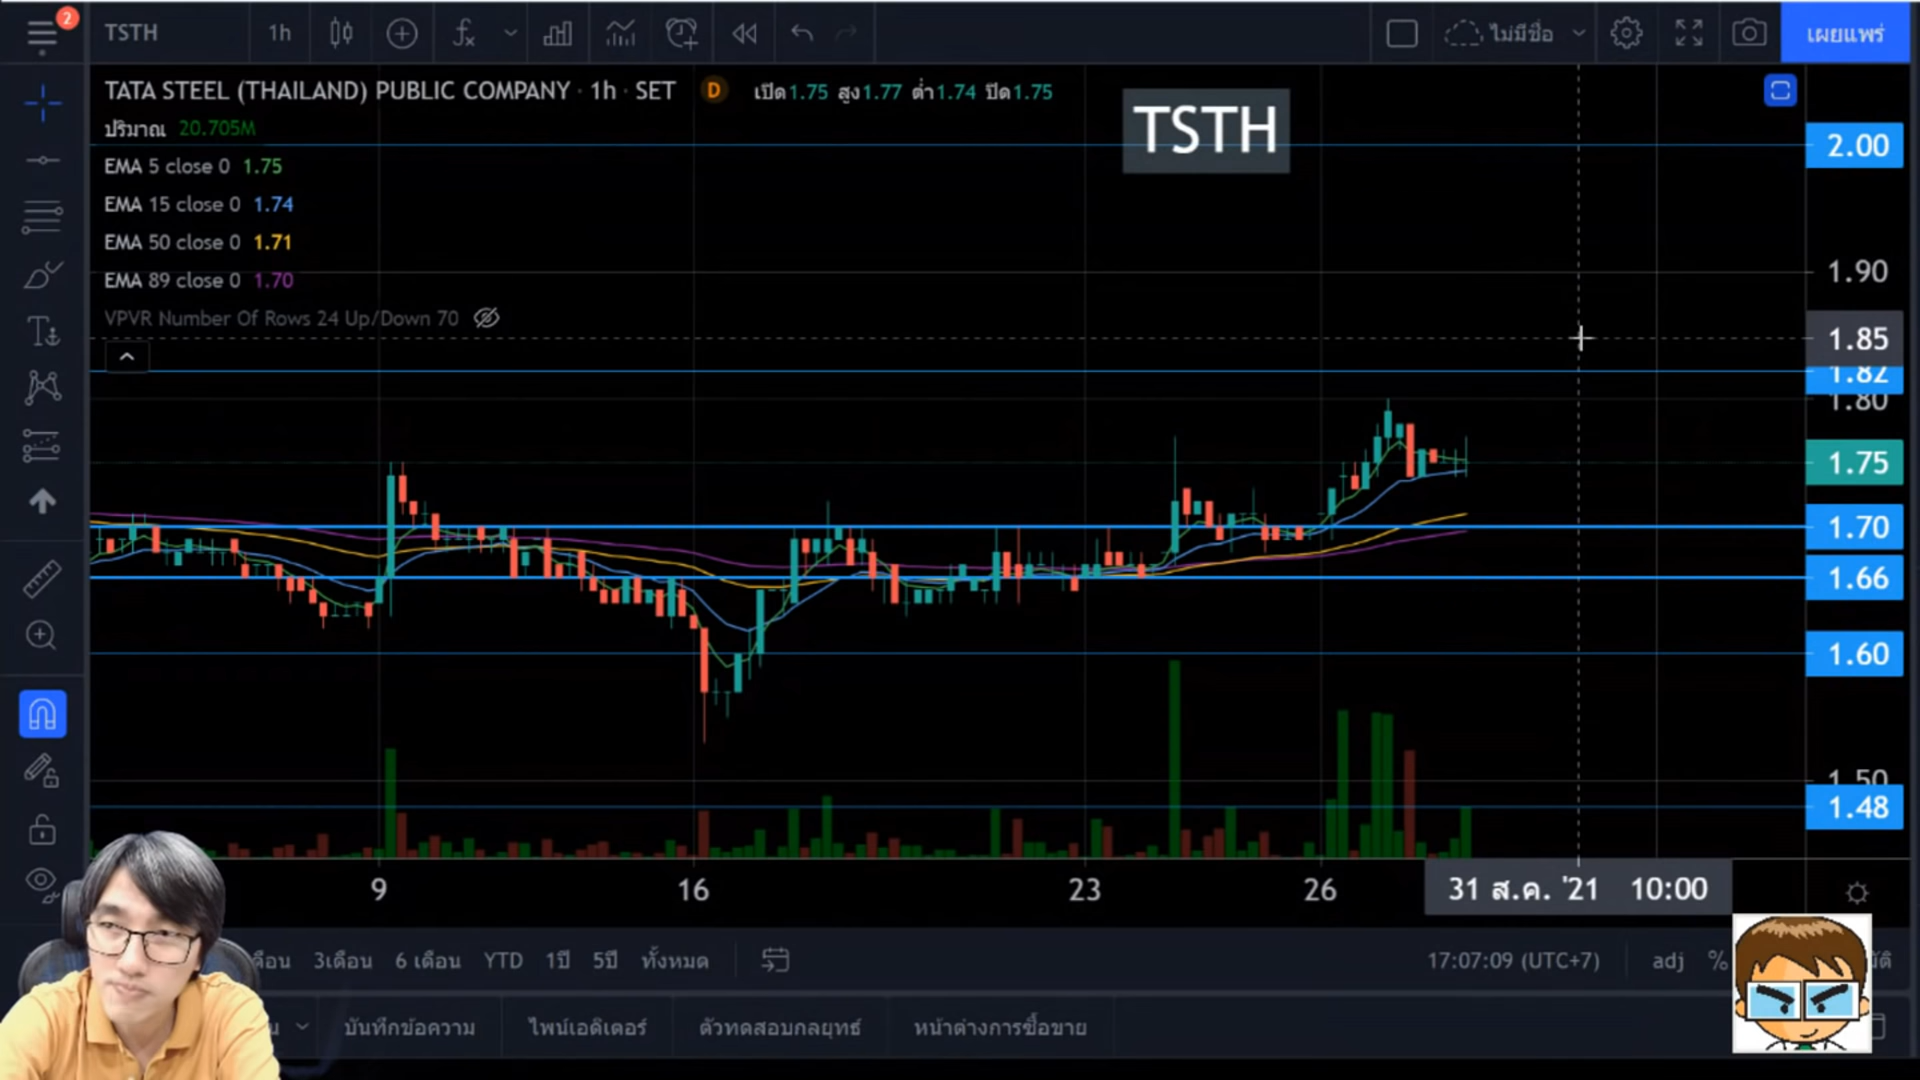 2
TSTH
1h
ไม่มีชื่อ
เผยแพร่
TATA STEEL (THAILAND) PUBLIC COMPANY · 1h · SET
D
เปิด1.75 สูง1.77 ต่ำ1.74 ปิด1.75
TSTH
ปริมาณ 20.705M
EMA 5 close 0 1.75
EMA 15 close 0 1.74
EMA 50 close 0 1.71
EMA 89 close 0 1.70
VPVR Number Of Rows 24 Up/Down 70
2.00
1.90
1.85
1.82
1.80
1.75
1.70
1.66
1.60
1.50
1.48
9
16
23
26
31 ส.ค. '21 10:00
3เดือน
6 เดือน
YTD
1ปี
5ปี
ทั้งหมด
17:07:09 (UTC+7)
adj
%
บันทึกข้อความ
ไพน์เอดิเตอร์
ตัวทดสอบกลยุทธ์
หน้าต่างการซื้อขาย